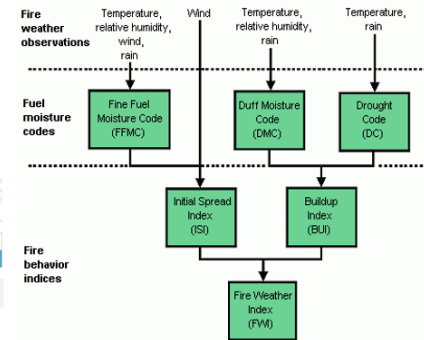 Fire
weather
observations
Temperature,
relative humidity,
wind,
rain
Wind
Temperature,
relative humidity,
rain
Temperature,
rain
Fuel
moisture
codes
Fine Fuel
Moisture Code
(FFMC)
Duff Moisture
Code
(DMC)
Drought
Code
(DC)
Fire
behavior
indices
Initial Spread
Index
(ISI)
Buildup
Index
(BUI)
Fire Weather
Index
(FWI)